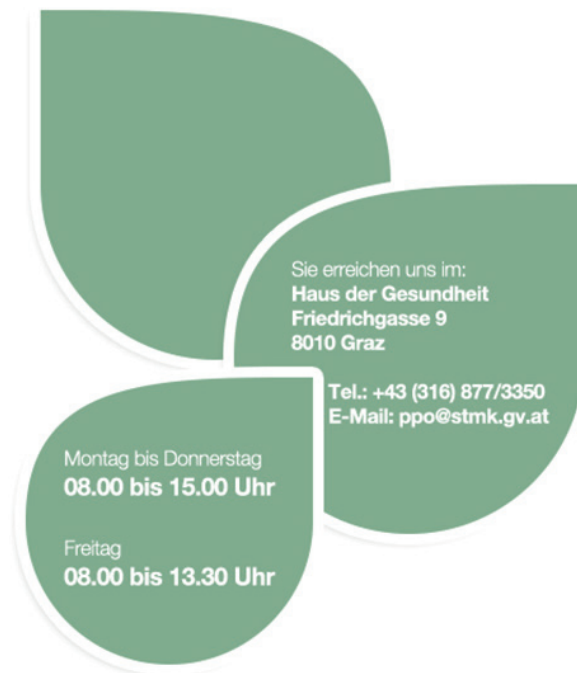 Sie erreichen uns im:
Haus der Gesundheit
Friedrichgasse 9
8010 Graz
Tel.: +43 (316) 877/3350
E-Mail: ppo@stmk.gv.at
Montag bis Donnerstag
08.00 bis 15.00 Uhr
Freitag
08.00 bis 13.30 Uhr